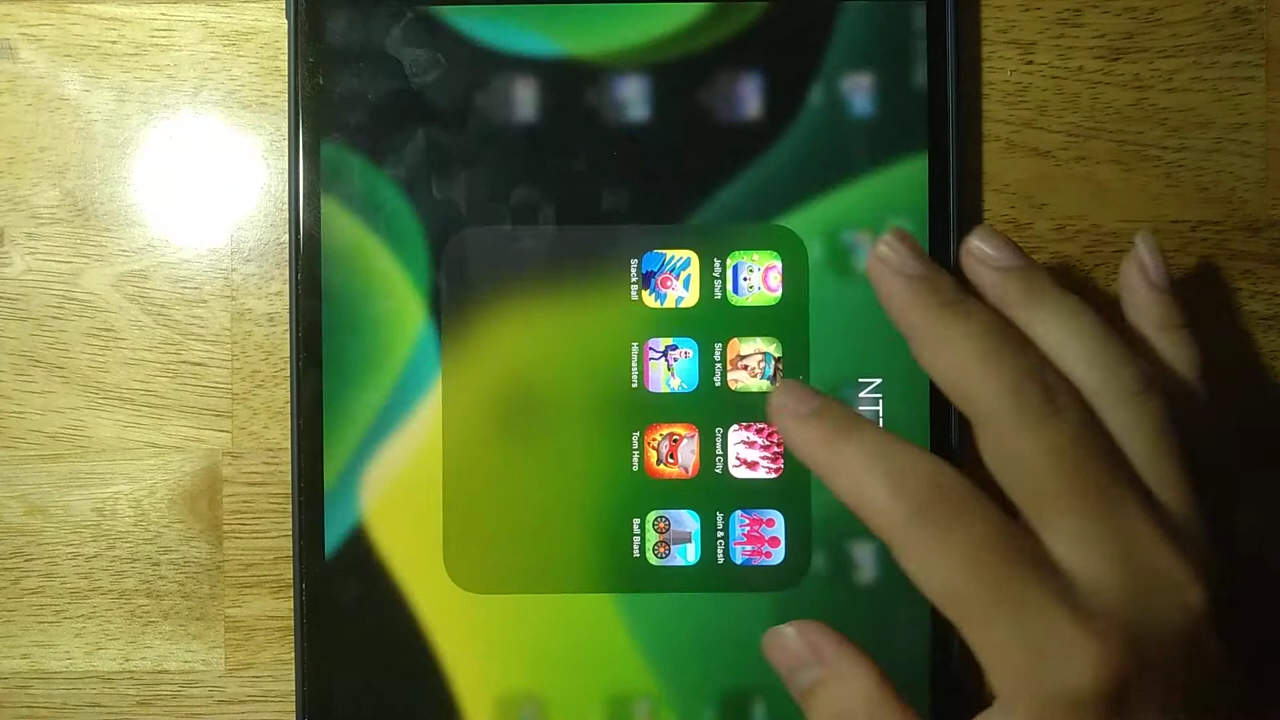 Jelly Shift
Slap Kings
Crowd City
Join & Clash
Stack Ball
Hitmasters
Tom Hero
Ball Blast